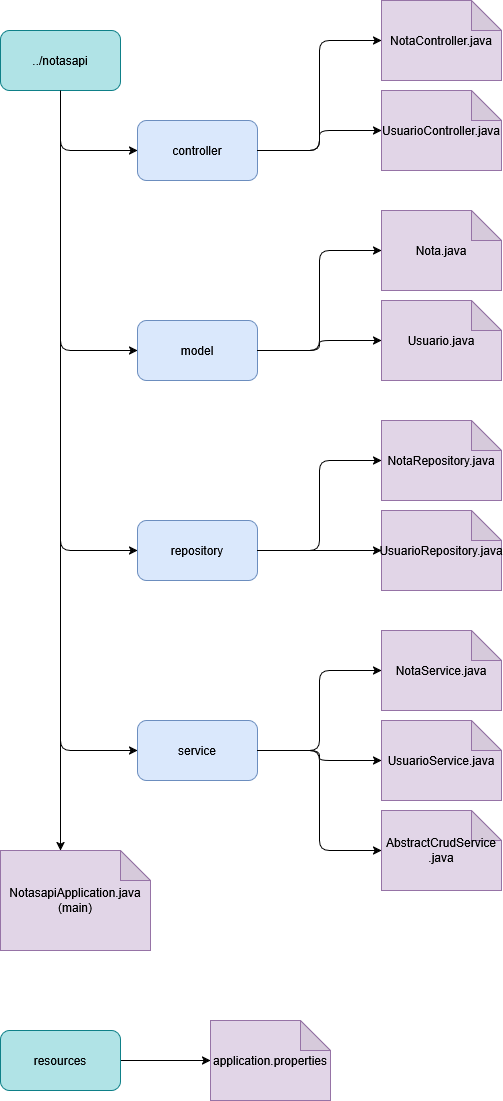 ../notasapi
NotaController.java
UsuarioController.java
controller
Nota.java
Usuario.java
model
NotaRepository.java
UsuarioRepository.java
repository
NotaService.java
UsuarioService.java
service
AbstractCrudService
.java
NotasapiApplication.java
(main)
resources
application.properties